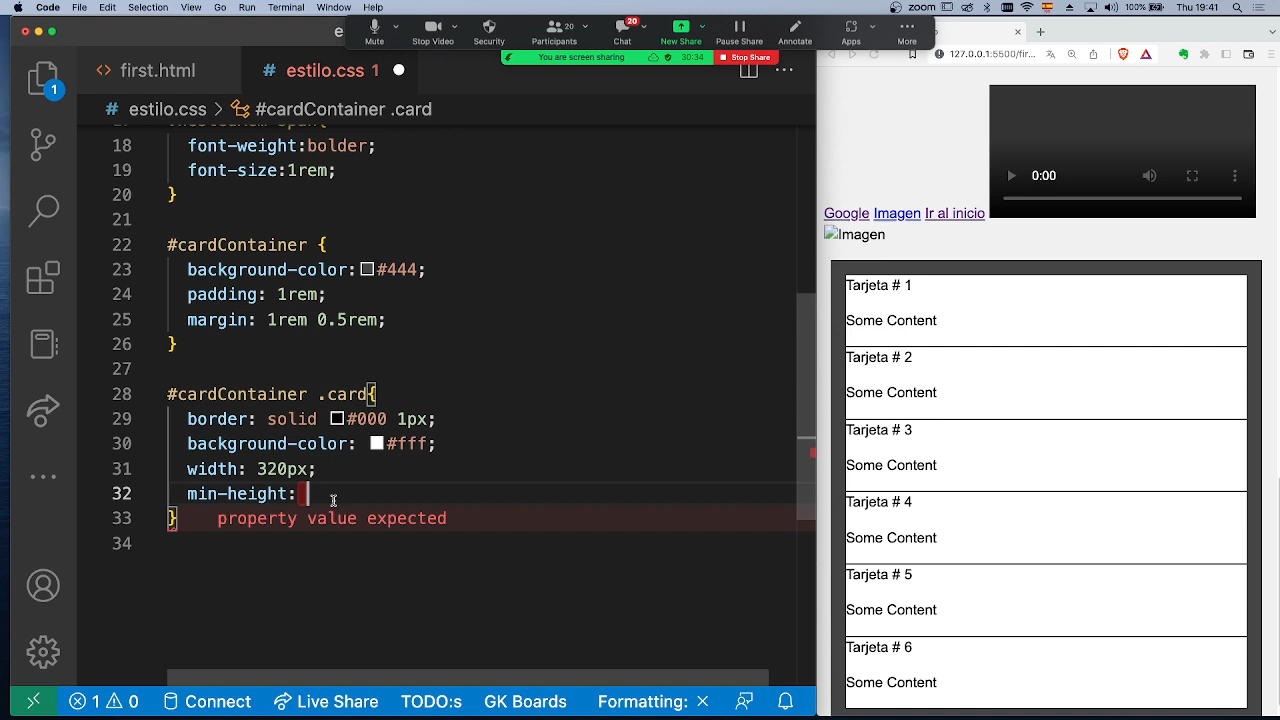 Code File Edit Selection View Go Run Terminal Window Help zoom 100% Thu 19:41
Mute Stop Video Security Participants 20 Chat 20 New Share Pause Share Annotate Apps More
You are screen sharing 30:34 Stop Share
first.html # estilo.css 1
127.0.0.1:5500/fir...
1
# estilo.css > #cardContainer .card
18 font-weight:bolder;
19 font-size:1rem;
20 }
21
22 #cardContainer {
23 background-color: #444;
24 padding: 1rem;
25 margin: 1rem 0.5rem;
26 }
27
28 #cardContainer .card{
29 border: solid #000 1px;
30 background-color: #fff;
31 width: 320px;
32 min-height:
33 } property value expected
34
1 0 Connect Live Share TODO:s GK Boards Formatting:
0:00
Google Imagen Ir al inicio
Imagen
Tarjeta # 1
Some Content
Tarjeta # 2
Some Content
Tarjeta # 3
Some Content
Tarjeta # 4
Some Content
Tarjeta # 5
Some Content
Tarjeta # 6
Some Content